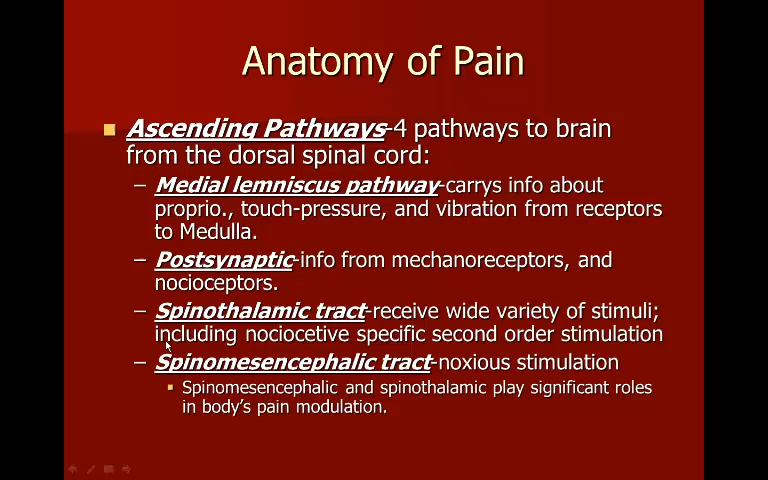 Anatomy of Pain
■ Ascending Pathways-4 pathways to brain
from the dorsal spinal cord:
– Medial lemniscus pathway-carrys info about
proprio., touch-pressure, and vibration from receptors
to Medulla.
– Postsynaptic-info from mechanoreceptors, and
nocioceptors.
– Spinothalamic tract-receive wide variety of stimuli;
including nociocetive specific second order stimulation
– Spinomesencephalic tract-noxious stimulation
▪ Spinomesencephalic and spinothalamic play significant roles
in body's pain modulation.